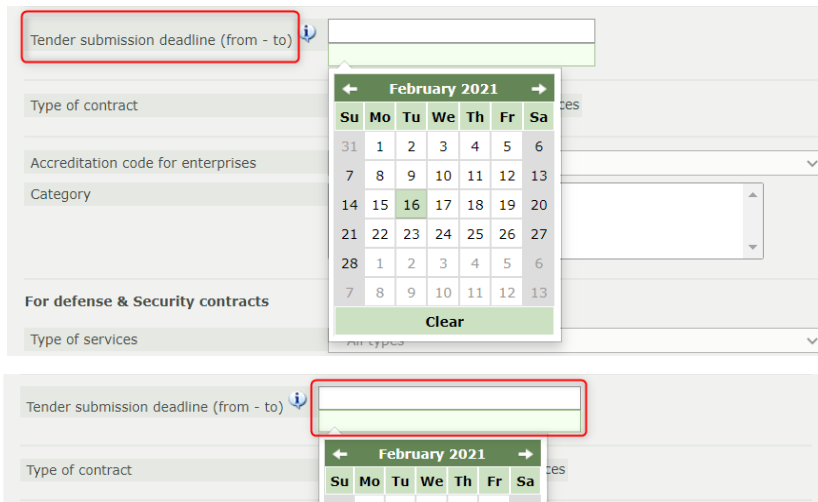 Tender submission deadline (from - to)
February 2021
Type of contract
ces
Su Mo Tu We Th Fr Sa
31 1 2 3 4 5 6
Accreditation code for enterprises
7 8 9 10 11 12 13
Category
14 15 16 17 18 19 20
21 22 23 24 25 26 27
28 1 2 3 4 5 6
For defense & Security contracts
7 8 9 10 11 12 13
Clear
Type of services
All types
Tender submission deadline (from - to)
February 2021
Type of contract
ces
Su Mo Tu We Th Fr Sa